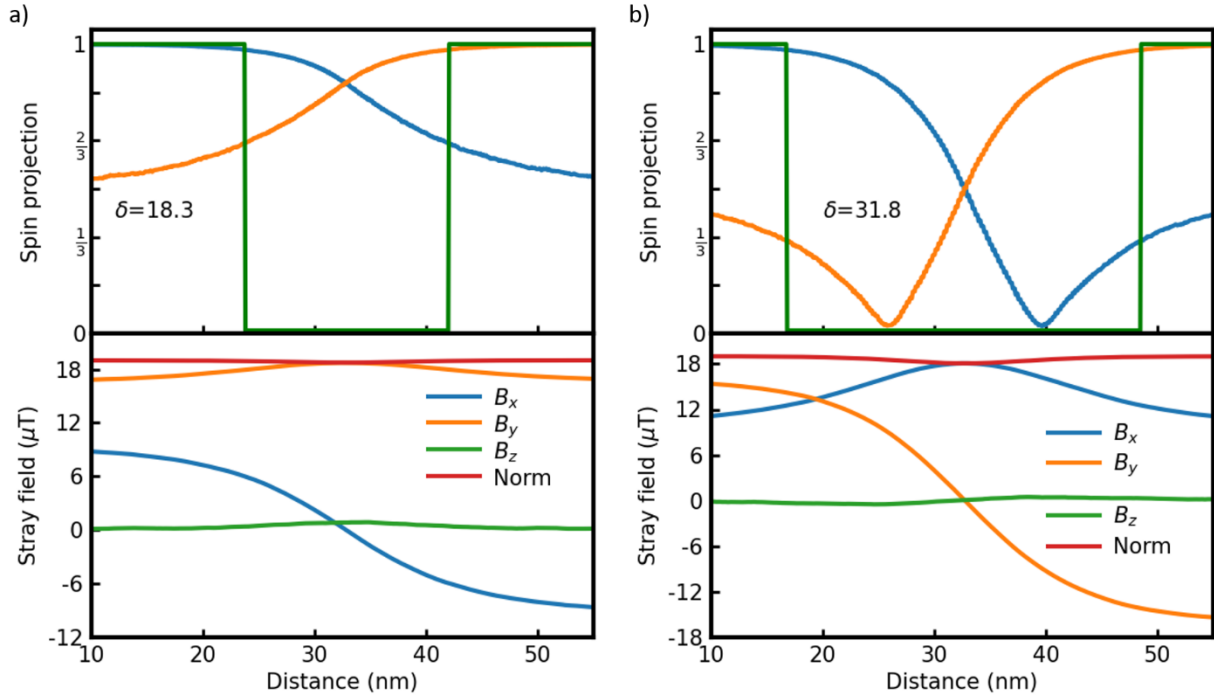 a)
Spin projection
1
2/3
1/3
0
δ=18.3
Stray field (μT)
18
12
6
0
-6
-12
B_x
B_y
B_z
Norm
10 20 30 40 50
Distance (nm)
b)
Spin projection
1
2/3
1/3
0
δ=31.8
Stray field (μT)
18
12
6
0
-6
-12
-18
B_x
B_y
B_z
Norm
10 20 30 40 50
Distance (nm)